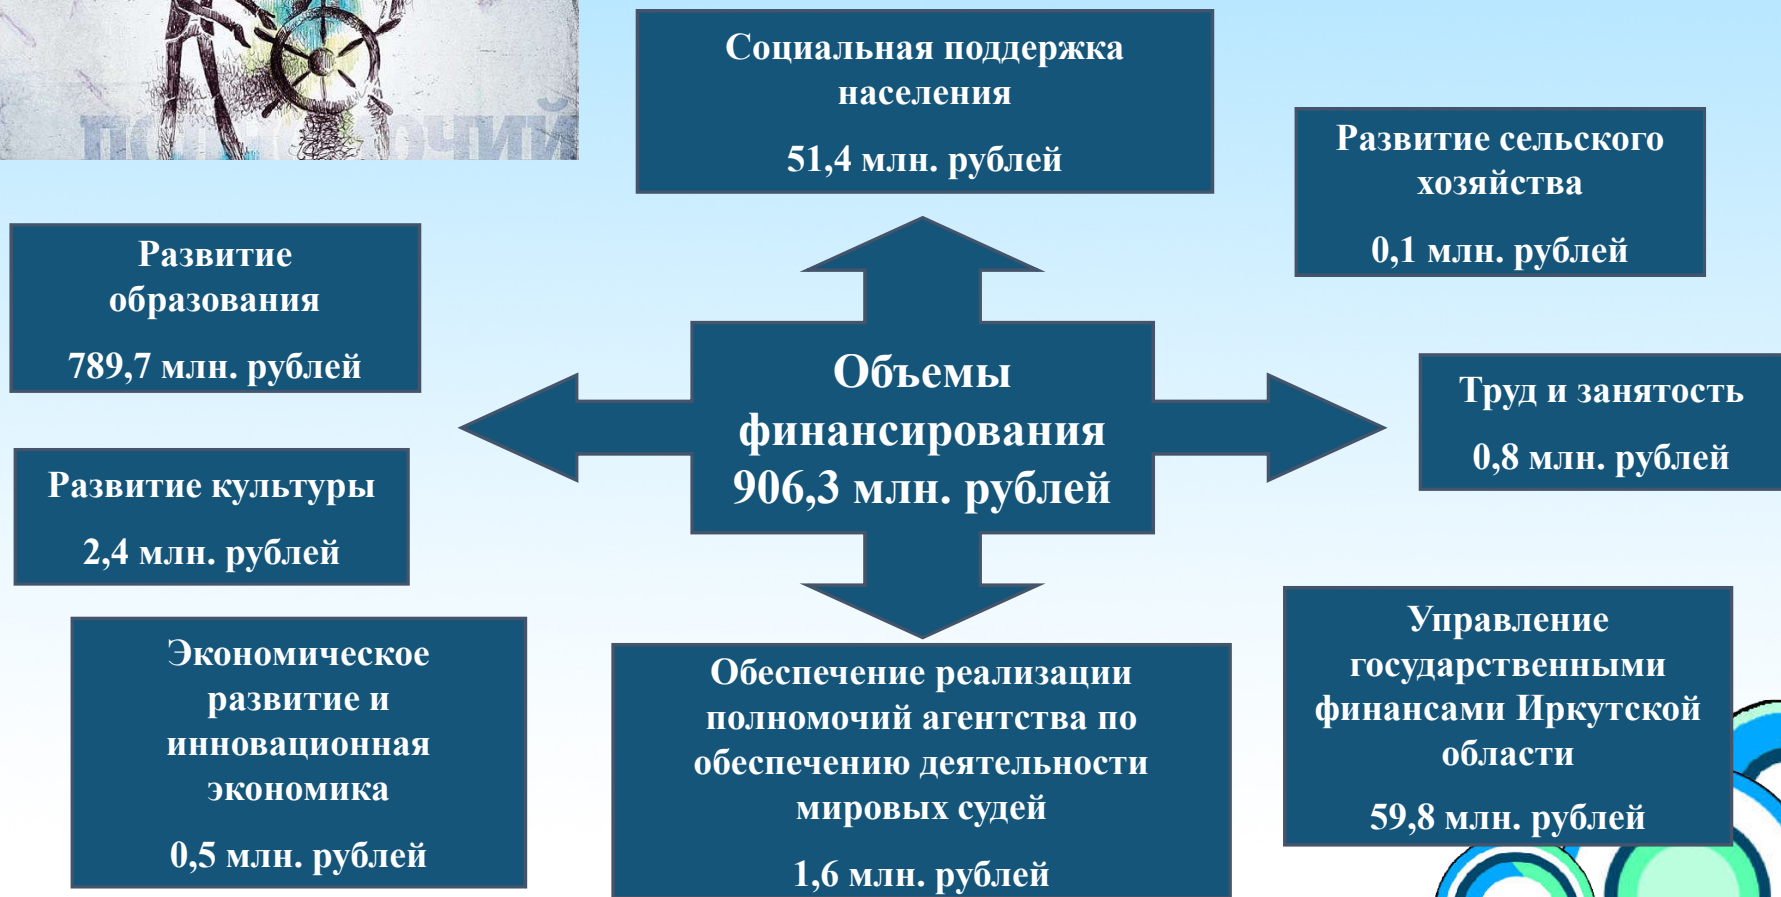 полномочий
Социальная поддержка
населения
51,4 млн. рублей
Развитие сельского
хозяйства
0,1 млн. рублей
Развитие
образования
789,7 млн. рублей
Объемы
финансирования
906,3 млн. рублей
Труд и занятость
0,8 млн. рублей
Развитие культуры
2,4 млн. рублей
Экономическое
развитие и
инновационная
экономика
0,5 млн. рублей
Обеспечение реализации
полномочий агентства по
обеспечению деятельности
мировых судей
1,6 млн. рублей
Управление
государственными
финансами Иркутской
области
59,8 млн. рублей